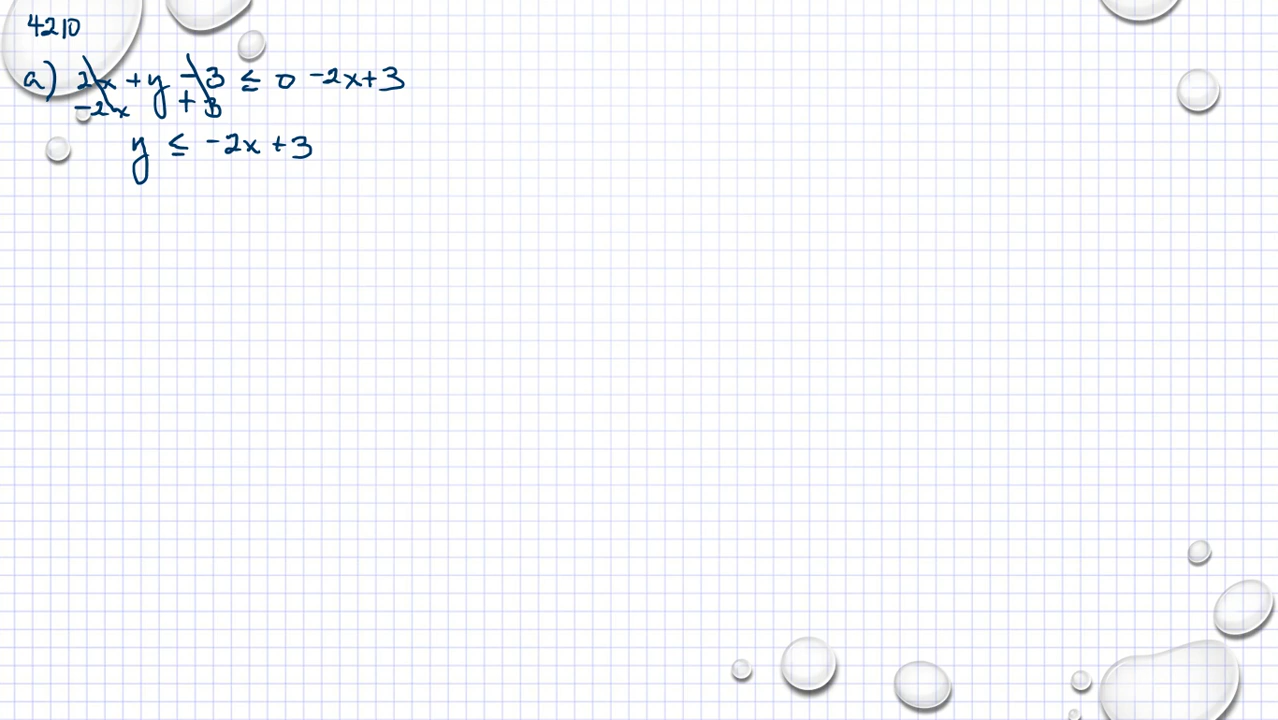 4210
a) 2x + y - 3 ≤ 0 -2x+3
-2x + 3
y ≤ -2x + 3